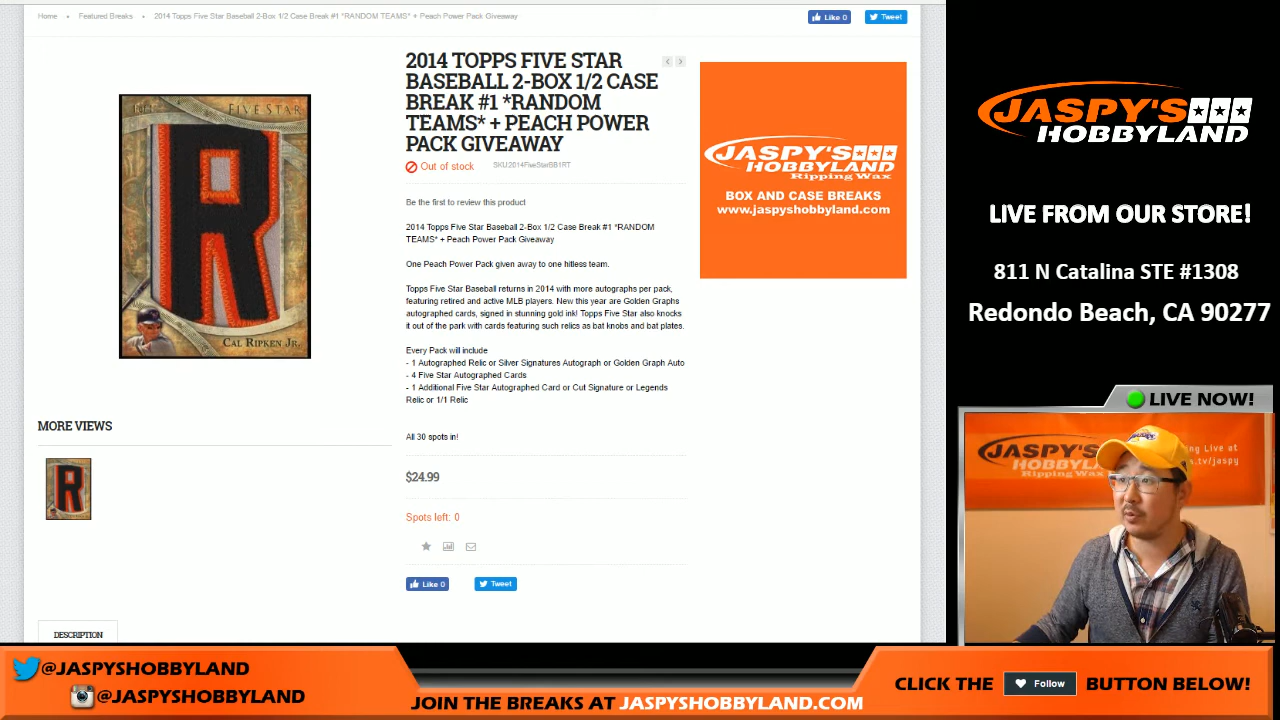 Home • Featured Breaks • 2014 Topps Five Star Baseball 2-Box 1/2 Case Break #1 *RANDOM TEAMS* + Peach Power Pack Giveaway
Like 0
Tweet
2014 TOPPS FIVE STAR
BASEBALL 2-BOX 1/2 CASE
BREAK #1 *RANDOM
TEAMS* + PEACH POWER
PACK GIVEAWAY
Out of stock
SKU:2014FiveStarBB1RT
Be the first to review this product
2014 Topps Five Star Baseball 2-Box 1/2 Case Break #1 *RANDOM
TEAMS* + Peach Power Pack Giveaway
One Peach Power Pack given away to one hitless team.
Topps Five Star Baseball returns in 2014 with more autographs per pack,
featuring retired and active MLB players. New this year are Golden Graphs
autographed cards, signed in stunning gold ink! Topps Five Star also knocks
it out of the park with cards featuring such relics as bat knobs and bat plates.
Every Pack will include
- 1 Autographed Relic or Silver Signatures Autograph or Golden Graph Auto
- 4 Five Star Autographed Cards
- 1 Additional Five Star Autographed Card or Cut Signature or Legends
Relic or 1/1 Relic
All 30 spots in!
$24.99
Spots left: 0
Like 0
Tweet
FIVE STAR
R
CAL RIPKEN JR.
MORE VIEWS
R
DESCRIPTION
JASPY'S
HOBBYLAND
Ripping Wax
BOX AND CASE BREAKS
www.jaspyshobbyland.com
JASPY'S
HOBBYLAND
LIVE FROM OUR STORE!
811 N Catalina STE #1308
Redondo Beach, CA 90277
LIVE NOW!
JASPY'S
HOBBYLA
ng Live at
.tv/jaspy
@JASPYSHOBBYLAND
@JASPYSHOBBYLAND
JOIN THE BREAKS AT JASPYSHOBBYLAND.COM
CLICK THE Follow BUTTON BELOW!